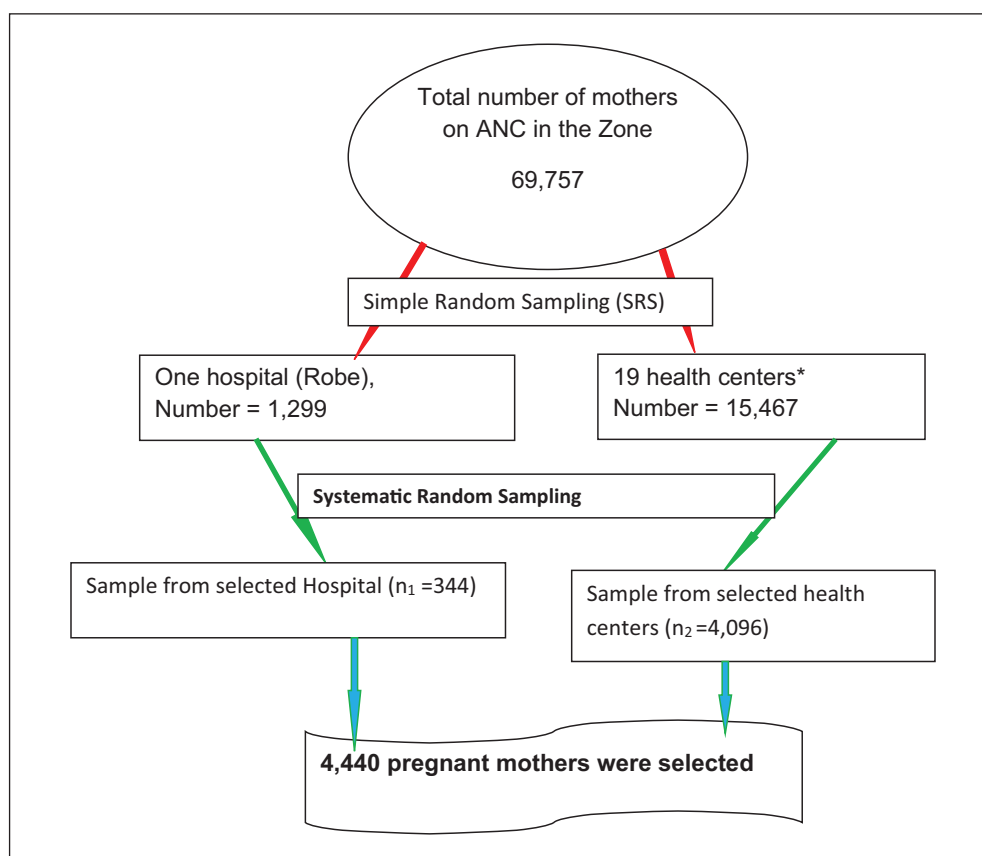 Total number of mothers
on ANC in the Zone
69,757
Simple Random Sampling (SRS)
One hospital (Robe),
Number = 1,299
19 health centers*
Number = 15,467
Systematic Random Sampling
Sample from selected Hospital (n₁ =344)
Sample from selected health
centers (n₂ =4,096)
4,440 pregnant mothers were selected